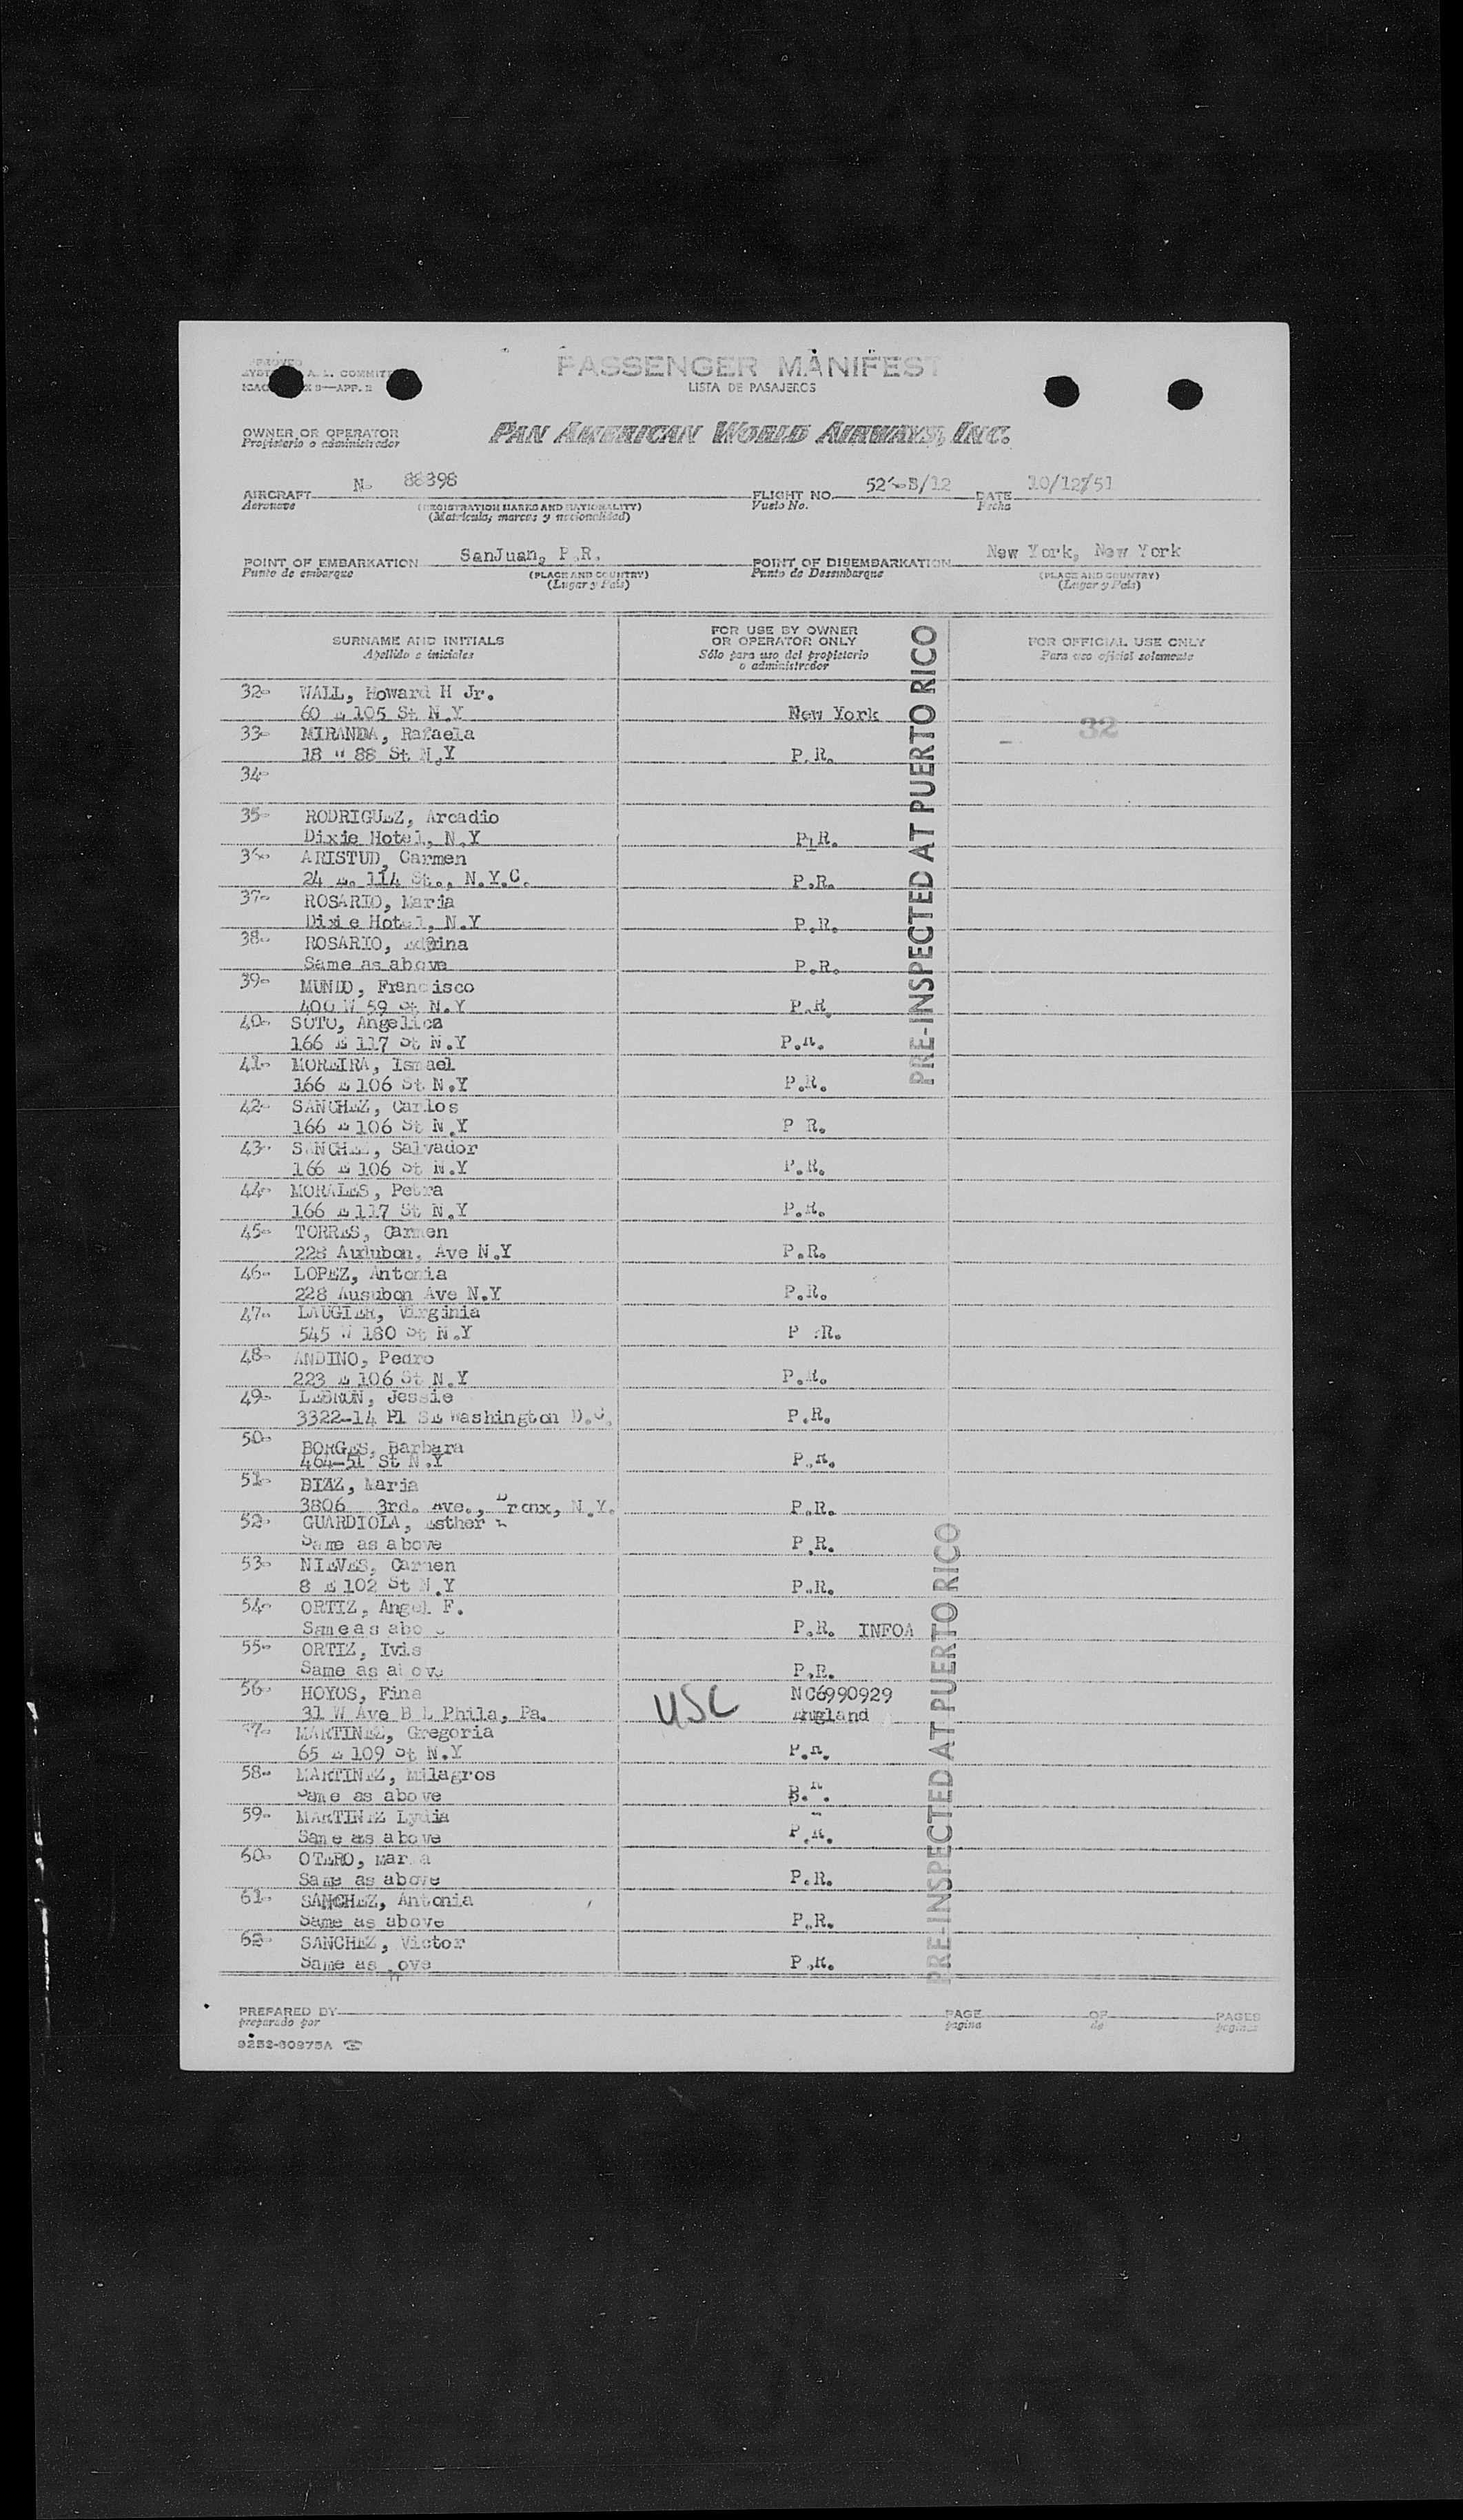 PASSENGER MANIFEST
LISTA DE PASAJEROS
OWNER OR OPERATOR
Propietario o administrador
PAN AMERICAN WORLD AIRWAYS, INC.
AIRCRAFT N- 88398 FLIGHT NO. DATE 10/12/51
Aeronave (REGISTRATION MARKS AND NATIONALITY) Vuelo No. Fecha
(Matricula, marcas y nacionalidad)
POINT OF EMBARKATION SanJuan, P.R. POINT OF DISEMBARKATION New York, New York
Punto de embarque (PLACE AND COUNTRY) Punto de Desembarque (PLACE AND COUNTRY)
(Lugar y Pais) (Lugar y Pais)
SURNAME AND INITIALS FOR USE BY OWNER OR OPERATOR ONLY FOR OFFICIAL USE ONLY
Apellido e iniciales Sólo para uso del propietario o administrador Para uso oficial solamente
PRE-INSPECTED AT PUERTO RICO
32- WALL, Howard H Jr.
60 E 105 St N.Y New York 32
33- MIRANDA, Rafaela
18 W 88 St N.Y P.R.
34-
35- RODRIGUEZ, Arcadio
Dixie Hotel, N.Y P.R.
36- ARISTUD, Carmen
24 E. 114 St., N.Y.C. P.R.
37- ROSARIO, Maria
Dixie Hotel, N.Y P.R.
38- ROSARIO,
Same as above P.R.
39- MUNIO, Francisco
400 W 59 St N.Y P.R.
40- SOTO, Angelica
166 E 117 St N.Y P.R.
41- MOREIRA, Ismael
166 E 106 St N.Y P.R.
42- SANCHEZ, Carlos
166 E 106 St N.Y P R.
43- SANCHEZ, Salvador
166 E 106 St N.Y P.R.
44- MORALES, Petra
166 E 117 St N.Y P.R.
45- TORRES, Carmen
228 Audubon, Ave N.Y P.R.
46- LOPEZ, Antonia
228 Ausubon Ave N.Y P.R.
47- LAUGIER, Virginia
545 W 180 St N.Y P.R.
48- ANDINO, Pedro
223 E 106 St N.Y P.R.
49- LEBRON, Jessie
3322-14 Pl SE Washington D.C. P.R.
50- BORGES, Barbara
464-51 St N.Y P.R.
51- DIAZ, Maria
3806 3rd. Ave., Bronx, N.Y. P.R.
52- GUARDIOLA, Esther
Same as above P.R.
53- NIEVES, Carmen
8 E 102 St N.Y P.R.
54- ORTIZ, Angel F.
Same as above P.R. INFOA
55- ORTIZ, Ivis
Same as above P.R.
56- HOYOS, Fina USC NC6990929
31 W Ave B L Phila, Pa. England
57- MARTINEZ, Gregoria
65 E 109 St N.Y P.R.
58- MARTINEZ, Milagros
Same as above P.R.
59- MARTINEZ Lydia
Same as above P.R.
60- OTERO, Maria
Same as above P.R.
61- SANCHEZ, Antonia
Same as above P.R.
62- SANCHEZ, Victor
Same as above P.R.
PRE-INSPECTED AT PUERTO RICO
PREPARED BY PAGE OF PAGES
preparado por pagina de paginas